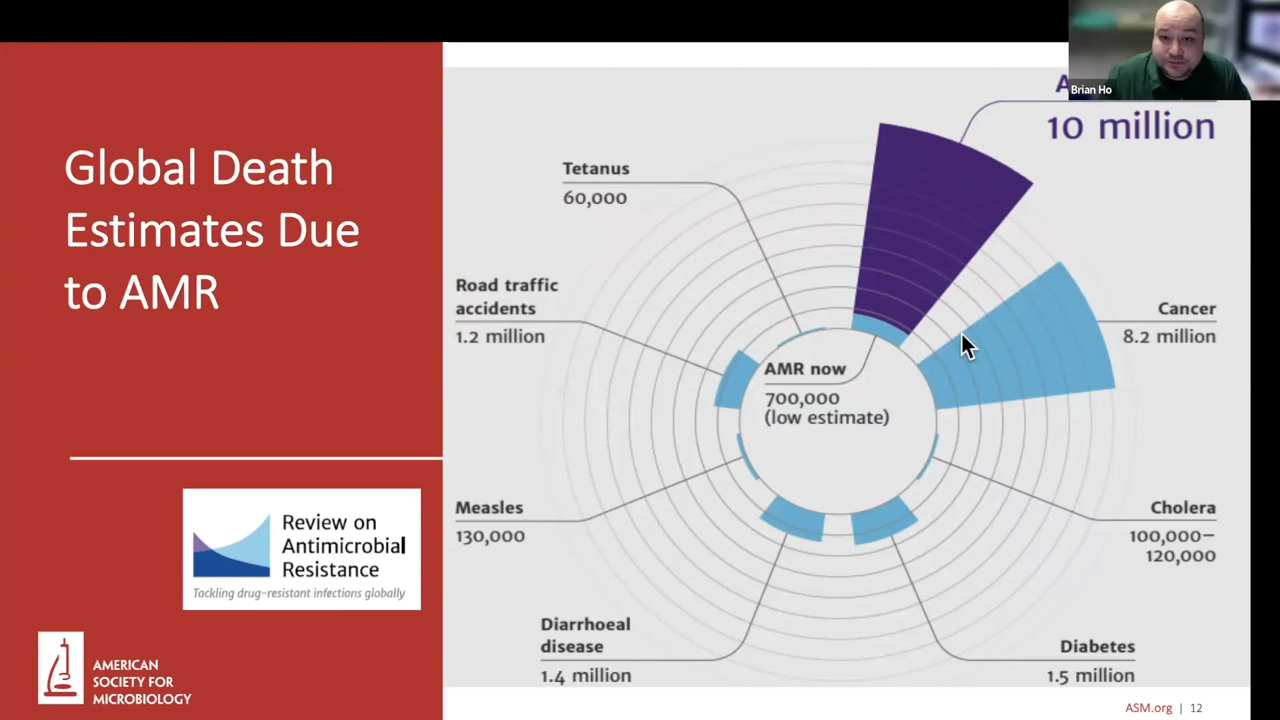 Brian Ho
Global Death
Estimates Due
to AMR
Review on
Antimicrobial
Resistance
Tackling drug-resistant infections globally
AMERICAN
SOCIETY FOR
MICROBIOLOGY
10 million
Tetanus
60,000
Road traffic
accidents
1.2 million
Cancer
8.2 million
AMR now
700,000
(low estimate)
Measles
130,000
Cholera
100,000–
120,000
Diarrhoeal
disease
1.4 million
Diabetes
1.5 million
ASM.org | 12